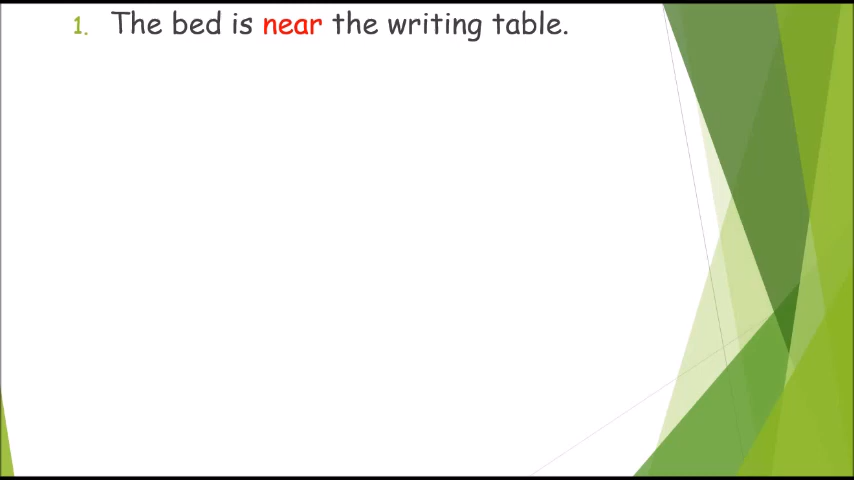 1. The bed is near the writing table.